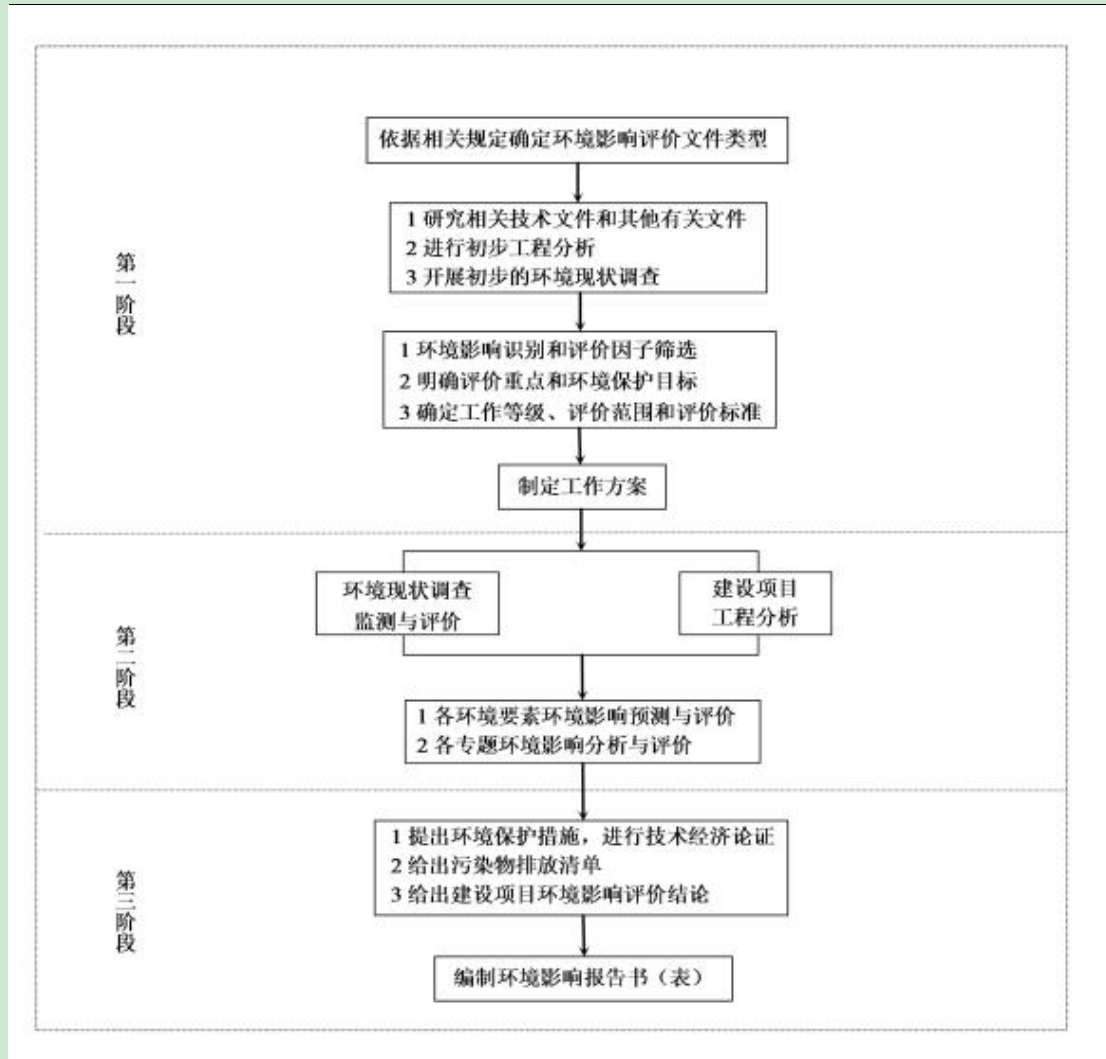 依据相关规定确定环境影响评价文件类型
1 研究相关技术文件和其他有关文件
2 进行初步工程分析
3 开展初步的环境现状调查
第一阶段
1 环境影响识别和评价因子筛选
2 明确评价重点和环境保护目标
3 确定工作等级、评价范围和评价标准
制定工作方案
环境现状调查
监测与评价
建设项目
工程分析
第二阶段
1 各环境要素环境影响预测与评价
2 各专题环境影响分析与评价
1 提出环境保护措施，进行技术经济论证
2 给出污染物排放清单
3 给出建设项目环境影响评价结论
第三阶段
编制环境影响报告书（表）